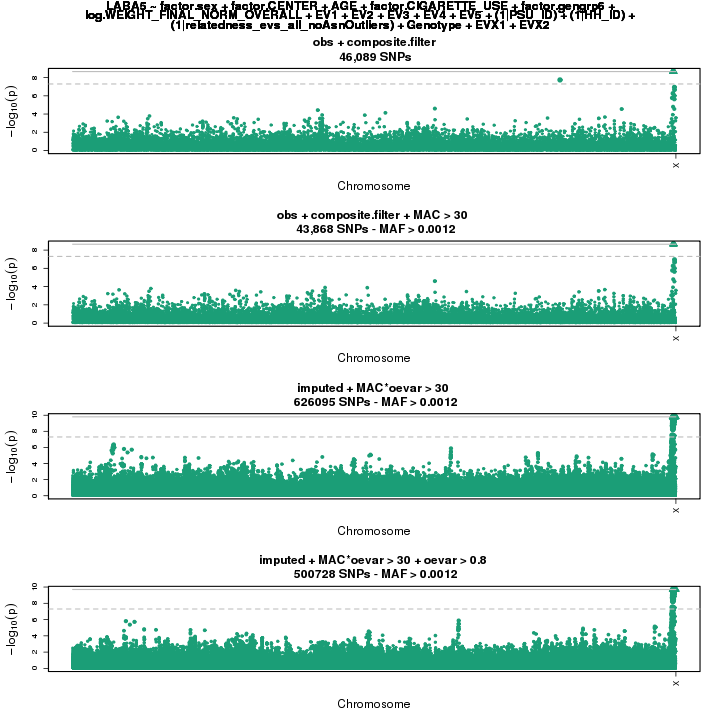 LABA5 ~ factor.sex + factor.CENTER + AGE + factor.CIGARETTE_USE + factor.gengrp6 +
log.WEIGHT_FINAL_NORM_OVERALL + EV1 + EV2 + EV3 + EV4 + EV5 + (1|PSU_ID) + (1|HH_ID) +
(1|relatedness_evs_all_noAsnOutliers) + Genotype + EVX1 + EVX2
obs + composite.filter
46,089 SNPs
−log10(p)
0
2
4
6
8
X
Chromosome
obs + composite.filter + MAC > 30
43,868 SNPs - MAF > 0.0012
−log10(p)
0
2
4
6
8
X
Chromosome
imputed + MAC*oevar > 30
626095 SNPs - MAF > 0.0012
−log10(p)
0
2
4
6
8
10
X
Chromosome
imputed + MAC*oevar > 30 + oevar > 0.8
500728 SNPs - MAF > 0.0012
−log10(p)
0
2
4
6
8
10
X
Chromosome